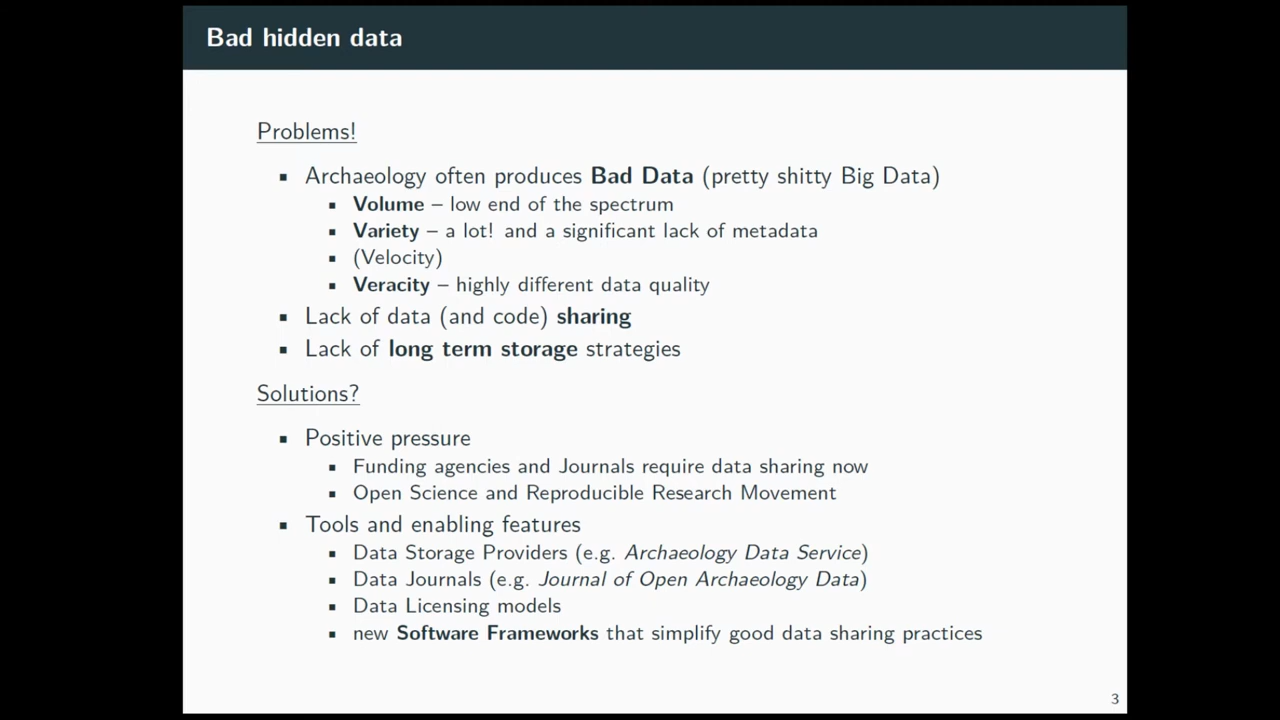 Bad hidden data
Problems!
▪ Archaeology often produces Bad Data (pretty shitty Big Data)
▪ Volume – low end of the spectrum
▪ Variety – a lot! and a significant lack of metadata
▪ (Velocity)
▪ Veracity – highly different data quality
▪ Lack of data (and code) sharing
▪ Lack of long term storage strategies
Solutions?
▪ Positive pressure
▪ Funding agencies and Journals require data sharing now
▪ Open Science and Reproducible Research Movement
▪ Tools and enabling features
▪ Data Storage Providers (e.g. Archaeology Data Service)
▪ Data Journals (e.g. Journal of Open Archaeology Data)
▪ Data Licensing models
▪ new Software Frameworks that simplify good data sharing practices
3